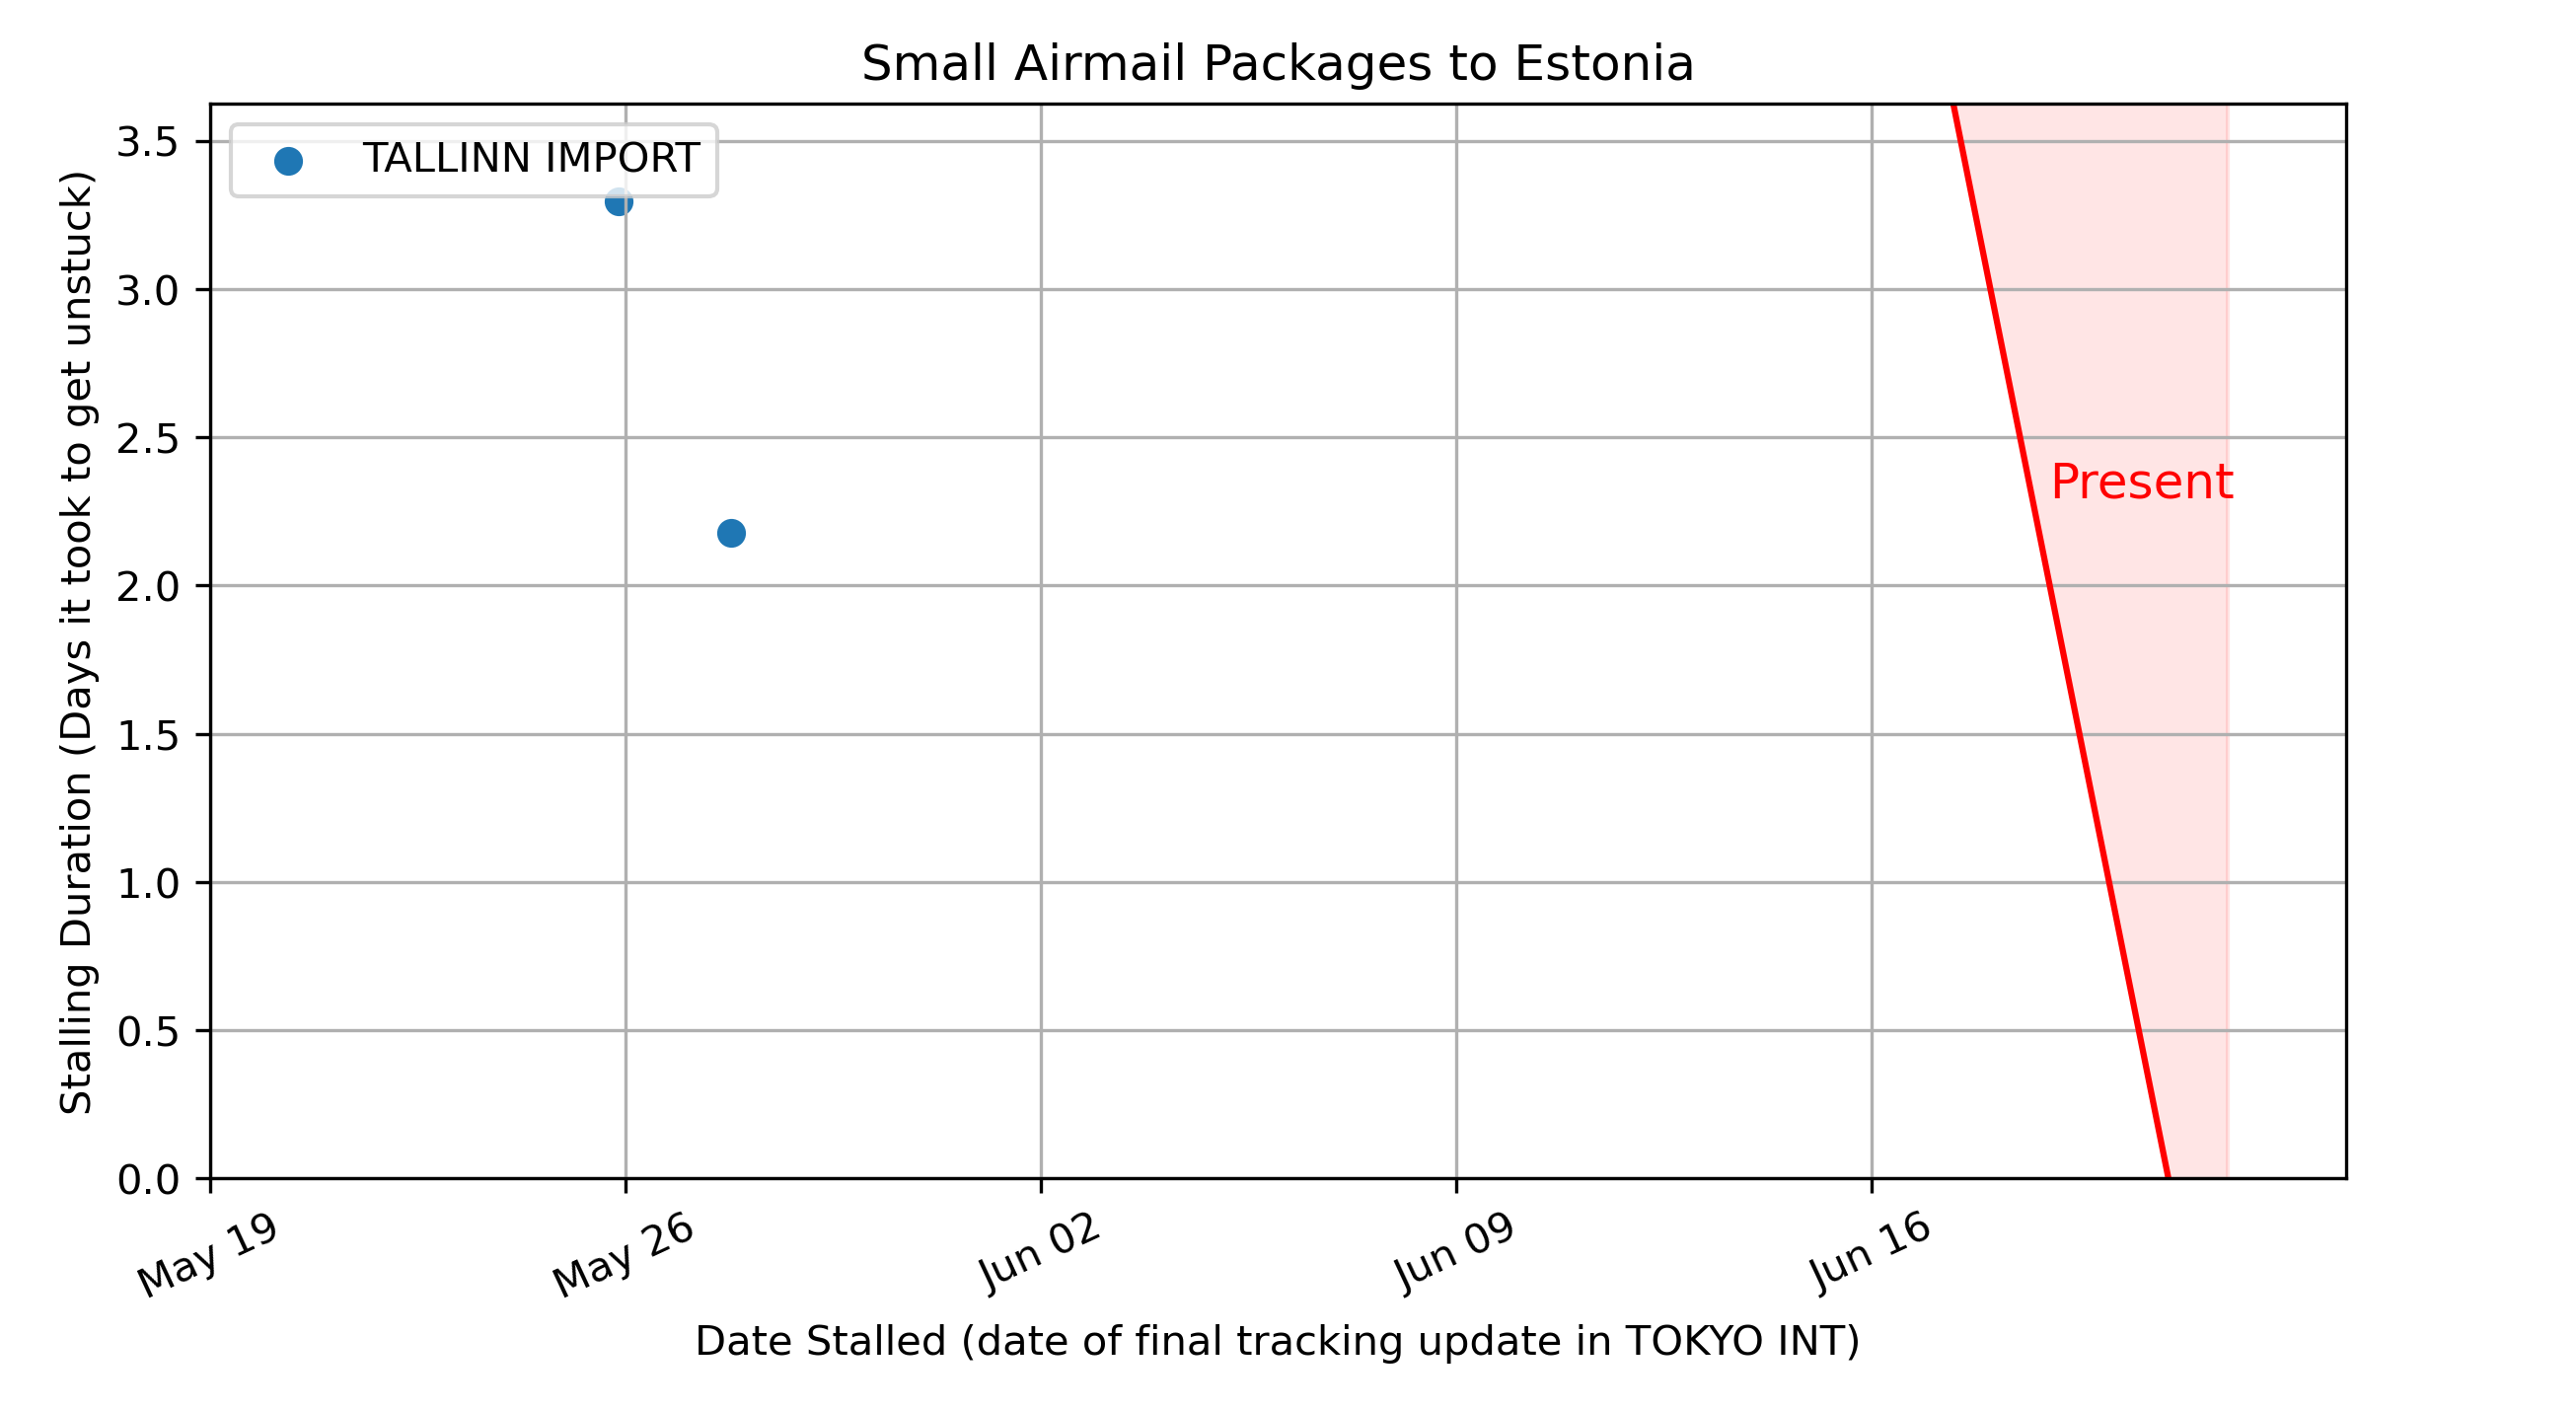 Small Airmail Packages to Estonia
TALLINN IMPORT
Stalling Duration (Days it took to get unstuck)
3.5
3.0
2.5
2.0
1.5
1.0
0.5
0.0
Present
May 19
May 26
Jun 02
Jun 09
Jun 16
Date Stalled (date of final tracking update in TOKYO INT)